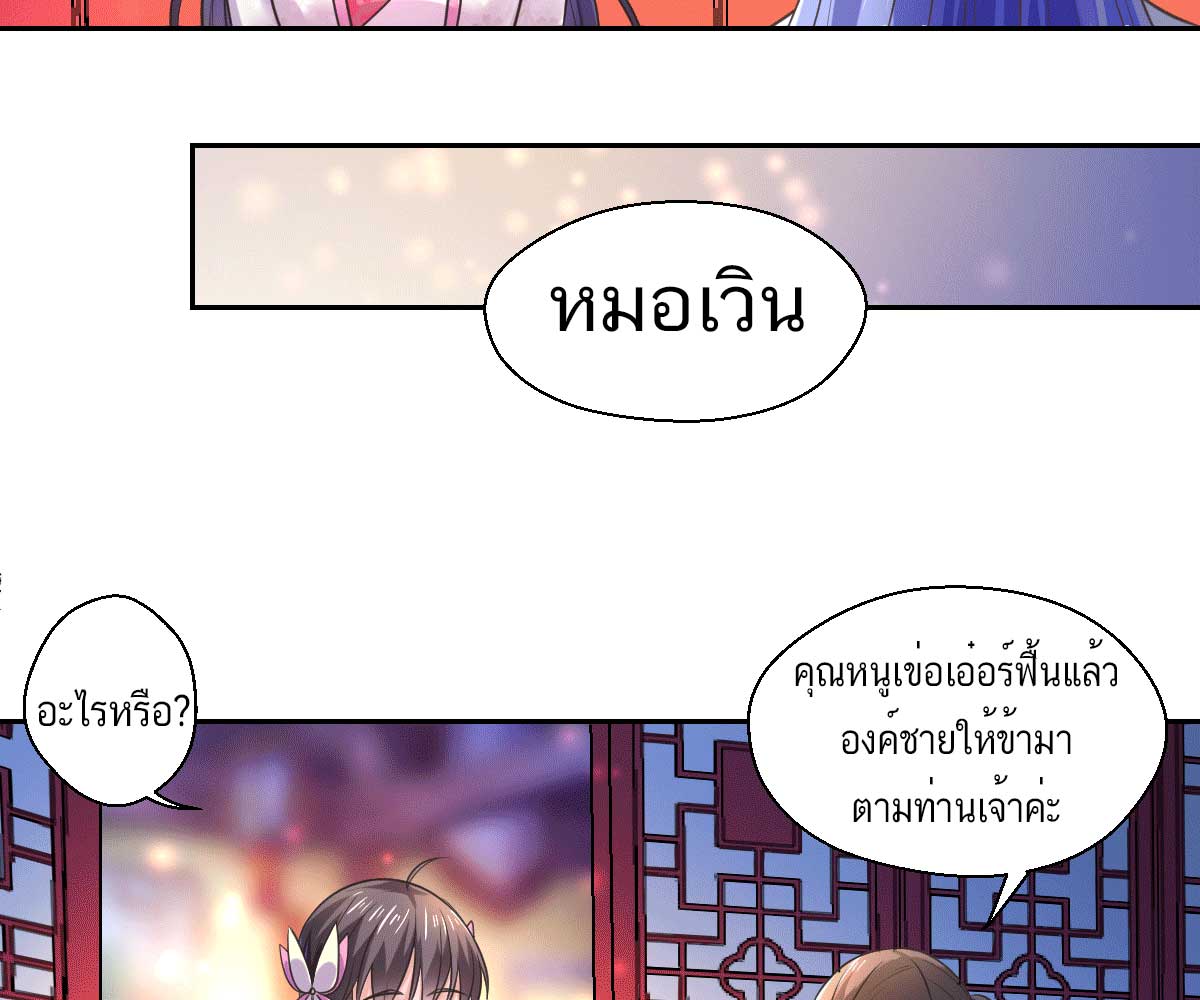 หมอเวิน
อะไรหรือ?
คุณหนูเข่อเอ๋อร์ฟื้นแล้ว
องค์ชายให้ข้ามา
ตามท่านเจ้าค่ะ